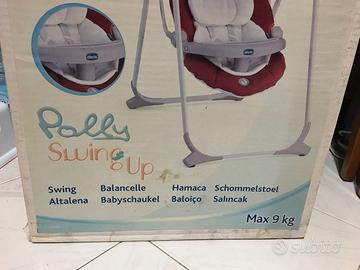 chicco
Polly
Swing Up
Swing Balancelle Hamaca Schommelstoel
Altalena Babyschaukel Baloiço Salıncak
Max 9 kg
subito